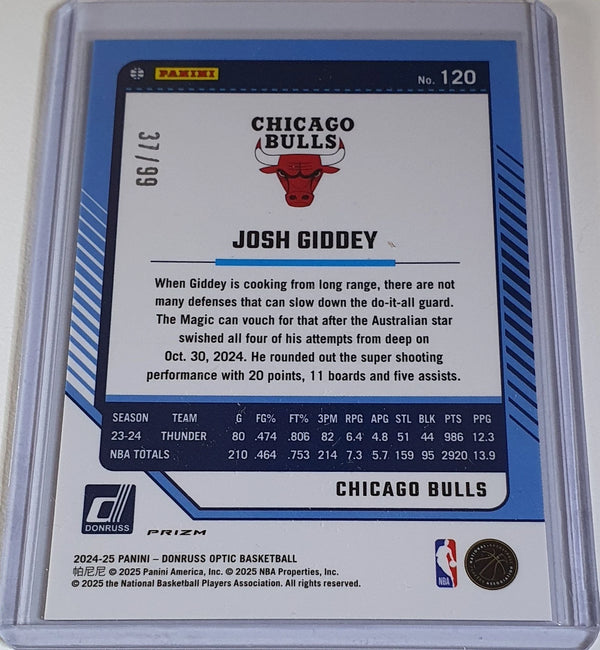 PANINI
No. 120
37/99
CHICAGO
BULLS
JOSH GIDDEY
When Giddey is cooking from long range, there are not
many defenses that can slow down the do-it-all guard.
The Magic can vouch for that after the Australian star
swished all four of his attempts from deep on
Oct. 30, 2024. He rounded out the super shooting
performance with 20 points, 11 boards and five assists.
SEASON TEAM G FG% FT% 3PM RPG APG STL BLK PTS PPG
23-24 THUNDER 80 .474 .806 82 6.4 4.8 51 44 986 12.3
NBA TOTALS 210 .464 .753 214 7.3 5.7 159 95 2920 13.9
CHICAGO BULLS
d
DONRUSS
PRIZM
2024-25 PANINI – DONRUSS OPTIC BASKETBALL
帕尼尼 © 2025 Panini America, Inc. © 2025 NBA Properties, Inc.
© 2025 the National Basketball Players Association. All rights reserved.
NBA